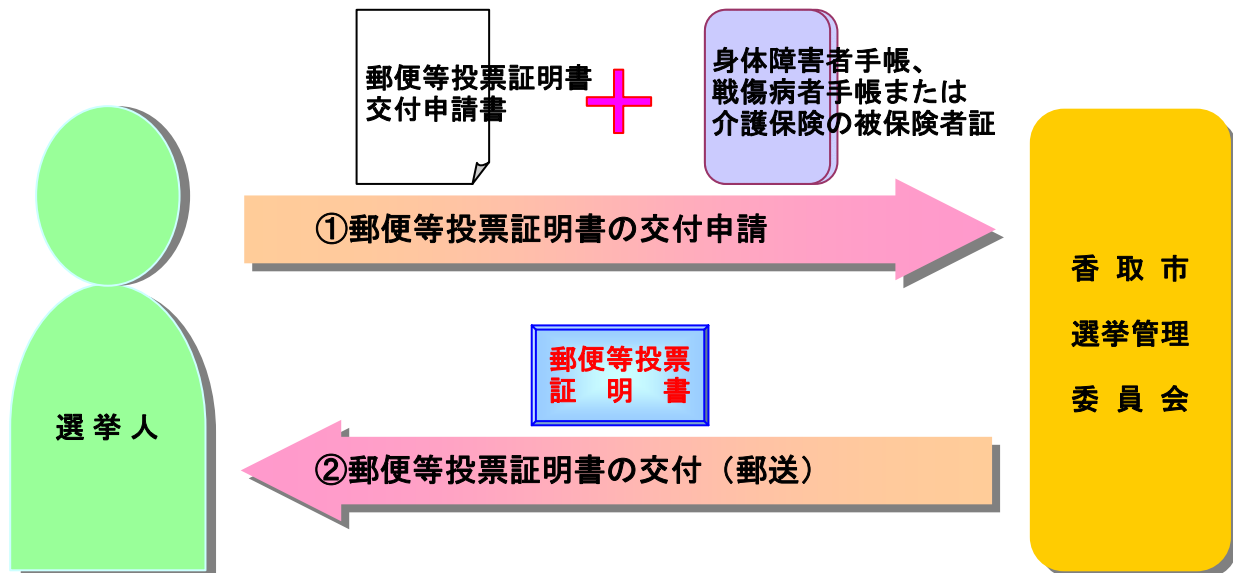 郵便等投票証明書
交付申請書
身体障害者手帳、
戦傷病者手帳または
介護保険の被保険者証
①郵便等投票証明書の交付申請
香取市
選挙管理
委員会
郵便等投票
証明書
選挙人
②郵便等投票証明書の交付（郵送）